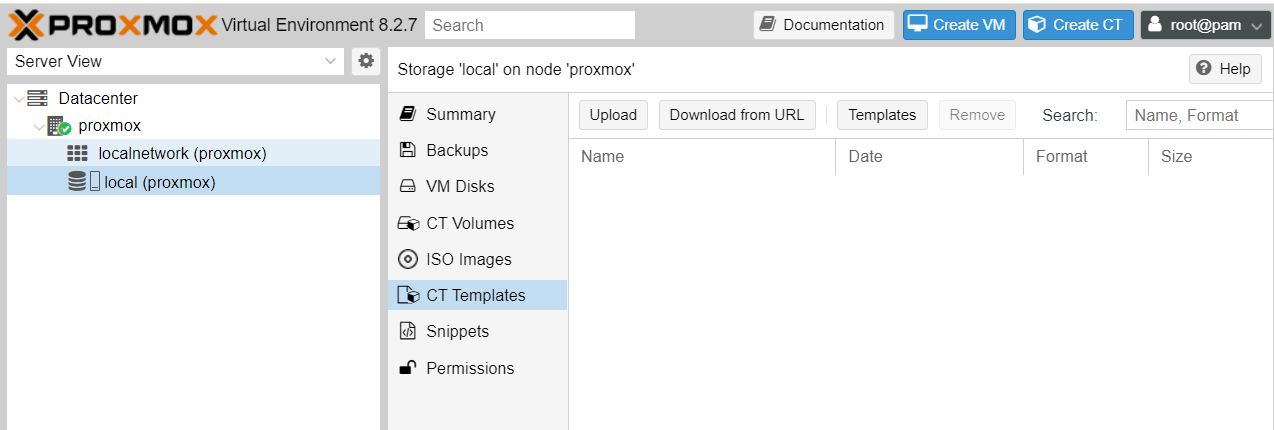 PROXMOX Virtual Environment 8.2.7 Search Documentation Create VM Create CT root@pam
Server View
Storage 'local' on node 'proxmox' Help
Datacenter
proxmox
localnetwork (proxmox)
local (proxmox)
Summary
Backups
VM Disks
CT Volumes
ISO Images
CT Templates
Snippets
Permissions
Upload Download from URL Templates Remove Search: Name, Format
Name Date Format Size